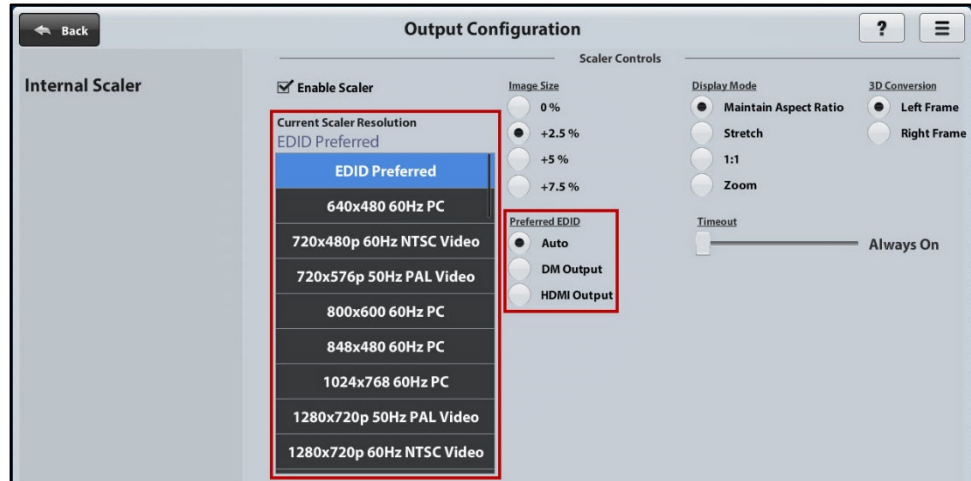 Back
Output Configuration
?
Scaler Controls
Internal Scaler
Enable Scaler
Current Scaler Resolution
EDID Preferred
EDID Preferred
640x480 60Hz PC
720x480p 60Hz NTSC Video
720x576p 50Hz PAL Video
800x600 60Hz PC
848x480 60Hz PC
1024x768 60Hz PC
1280x720p 50Hz PAL Video
1280x720p 60Hz NTSC Video
Image Size
0 %
+2.5 %
+5 %
+7.5 %
Preferred EDID
Auto
DM Output
HDMI Output
Display Mode
Maintain Aspect Ratio
Stretch
1:1
Zoom
Timeout
Always On
3D Conversion
Left Frame
Right Frame